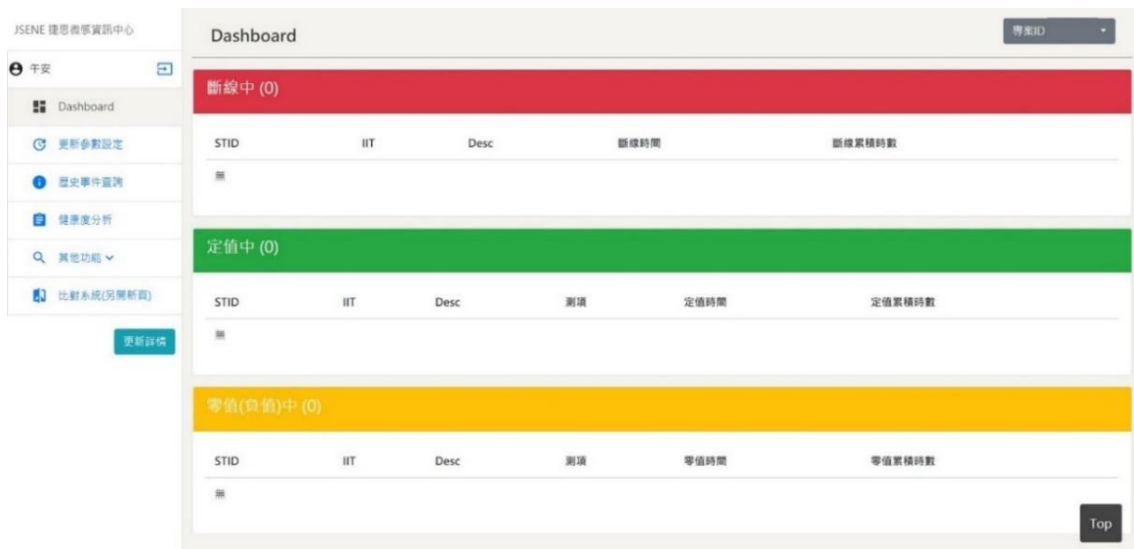 JSENE 捷思微感資訊中心
午安
Dashboard
更新參數設定
歷史事件查詢
健康度分析
其他功能
比對系統(另開新頁)
更新詳情
Dashboard
專案ID
斷線中 (0)
STID IIT Desc 斷線時間 斷線累積時數
無
定值中 (0)
STID IIT Desc 測項 定值時間 定值累積時數
無
零值(負值)中 (0)
STID IIT Desc 測項 零值時間 零值累積時數
無
Top